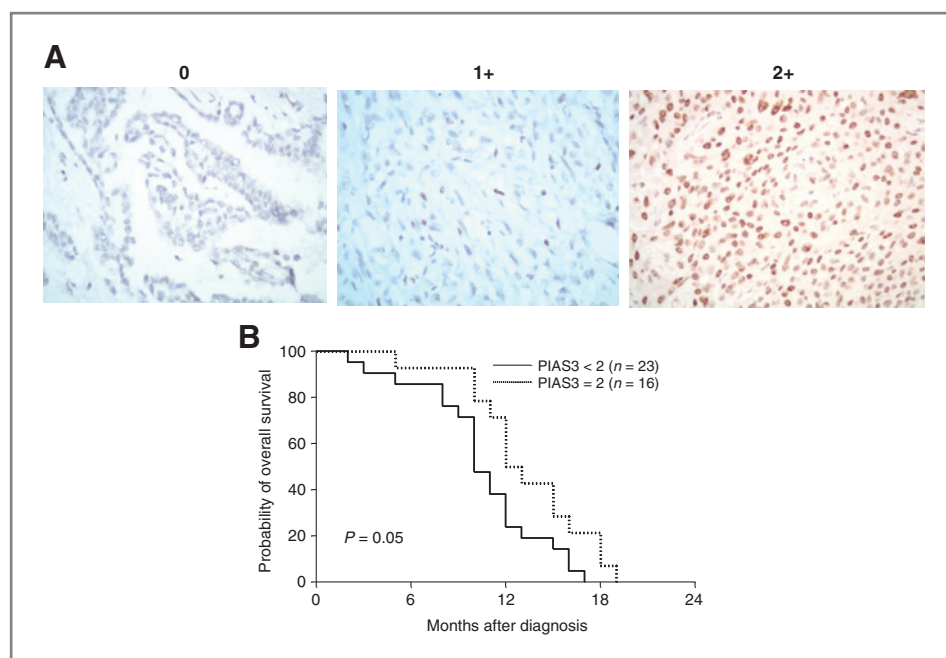 A
0 1+ 2+
B
100
80
60
40
20
0
Probability of overall survival
PIAS3 < 2 (n = 23)
PIAS3 = 2 (n = 16)
P = 0.05
0 6 12 18 24
Months after diagnosis